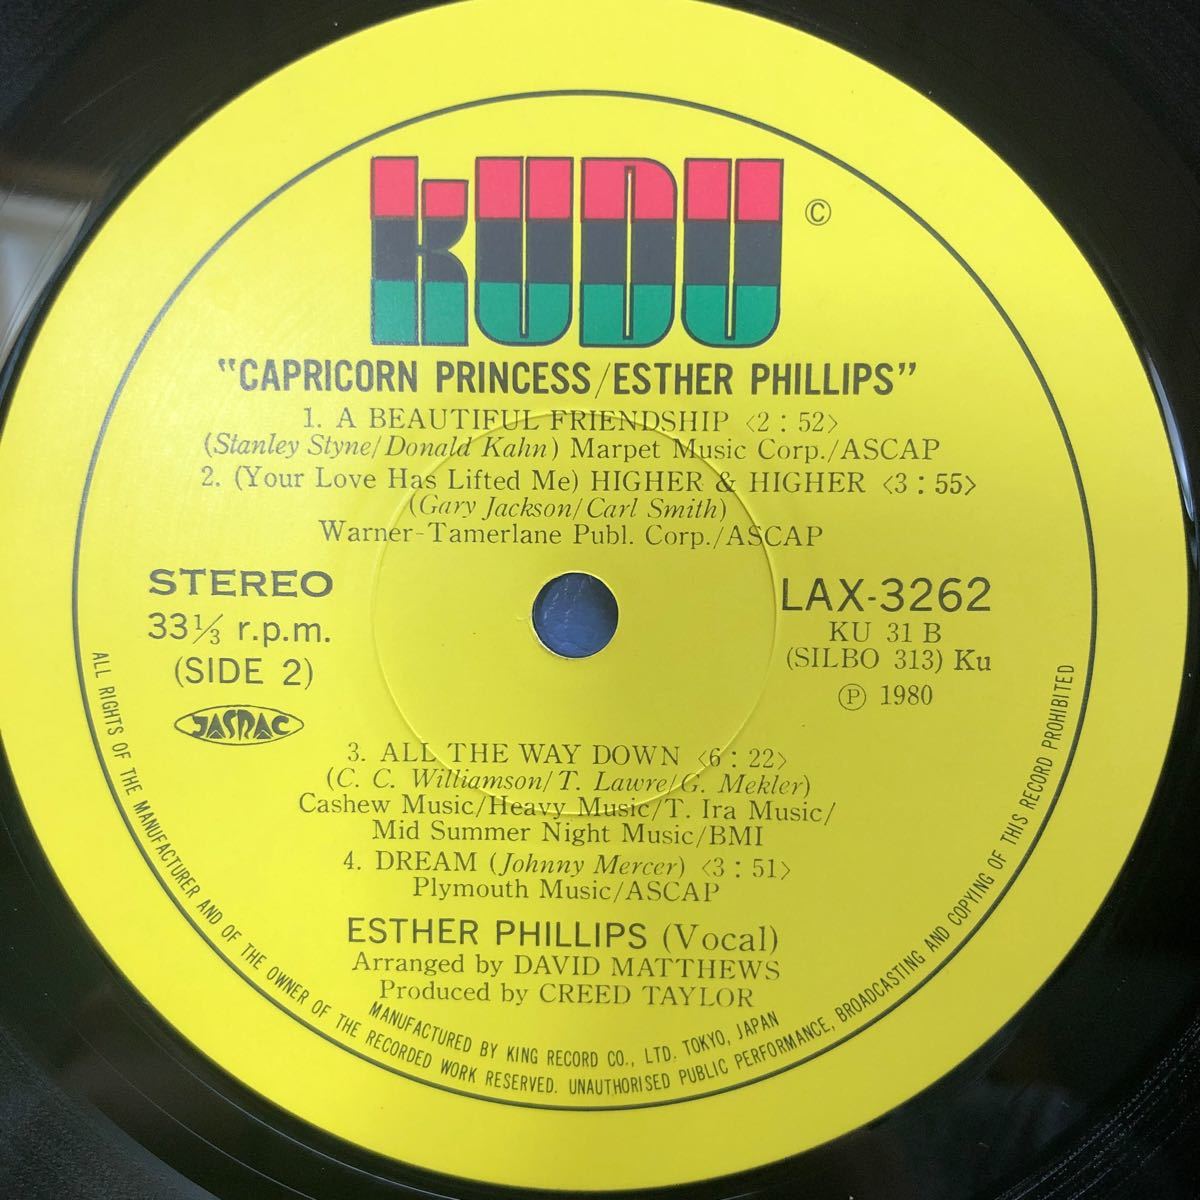 KUDU ©
"CAPRICORN PRINCESS/ESTHER PHILLIPS"
1. A BEAUTIFUL FRIENDSHIP <2:52>
(Stanley Styne/Donald Kahn) Marpet Music Corp./ASCAP
2. (Your Love Has Lifted Me) HIGHER & HIGHER <3:55>
(Gary Jackson/Carl Smith)
Warner-Tamerlane Publ. Corp./ASCAP
STEREO
33⅓ r.p.m.
(SIDE 2)
JASRAC
LAX-3262
KU 31 B
(SILBO 313) Ku
Ⓟ 1980
3. ALL THE WAY DOWN <6:22>
(C. C. Williamson/T. Lawre/G. Mekler)
Cashew Music/Heavy Music/T. Ira Music/
Mid Summer Night Music/BMI
4. DREAM (Johnny Mercer) <3:51>
Plymouth Music/ASCAP
ESTHER PHILLIPS (Vocal)
Arranged by DAVID MATTHEWS
Produced by CREED TAYLOR
MANUFACTURED BY KING RECORD CO., LTD. TOKYO, JAPAN
ALL RIGHTS OF THE MANUFACTURER AND OF THE OWNER OF THE RECORDED WORK RESERVED. UNAUTHORISED PUBLIC PERFORMANCE, BROADCASTING AND COPYING OF THIS RECORD PROHIBITED